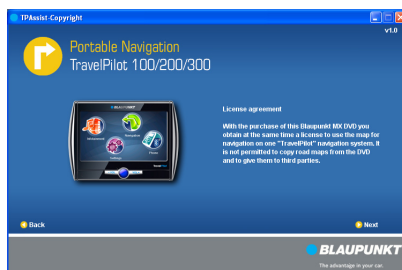 TPAssist-Copyright
v1.0
Portable Navigation
TravelPilot 100/200/300
BLAUPUNKT
Navigation
License agreement
With the purchase of this Blaupunkt MX DVD you
obtain at the same time a license to use the map for
navigation on one "TravelPilot" navigation system. It
is not permitted to copy road maps from the DVD
and to give them to third parties.
Back
Next
BLAUPUNKT
The advantage in your car.